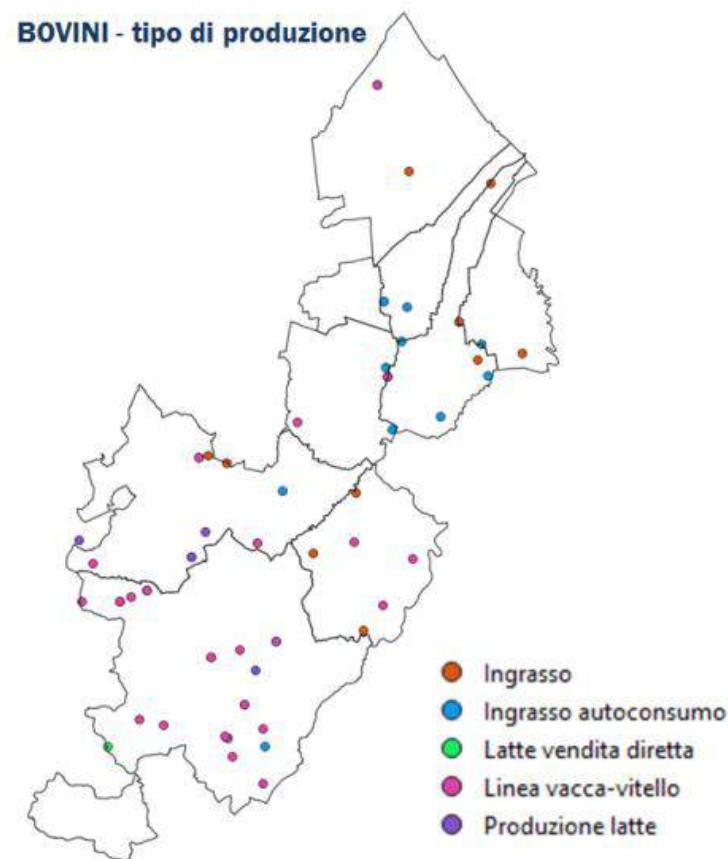 BOVINI - tipo di produzione
Ingrasso
Ingrasso autoconsumo
Latte vendita diretta
Linea vacca-vitello
Produzione latte